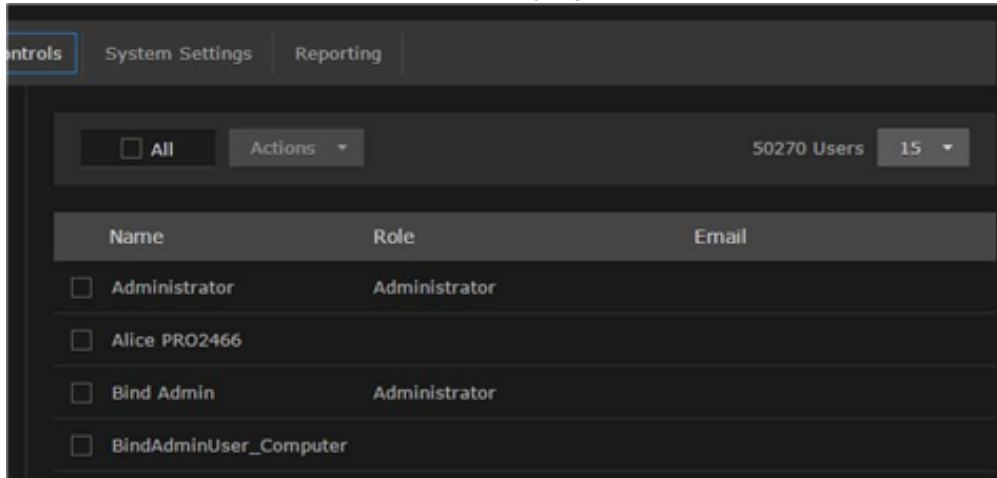 ontrols System Settings Reporting
All Actions 50270 Users 15
Name Role Email
Administrator Administrator
Alice PRO2466
Bind Admin Administrator
BindAdminUser_Computer